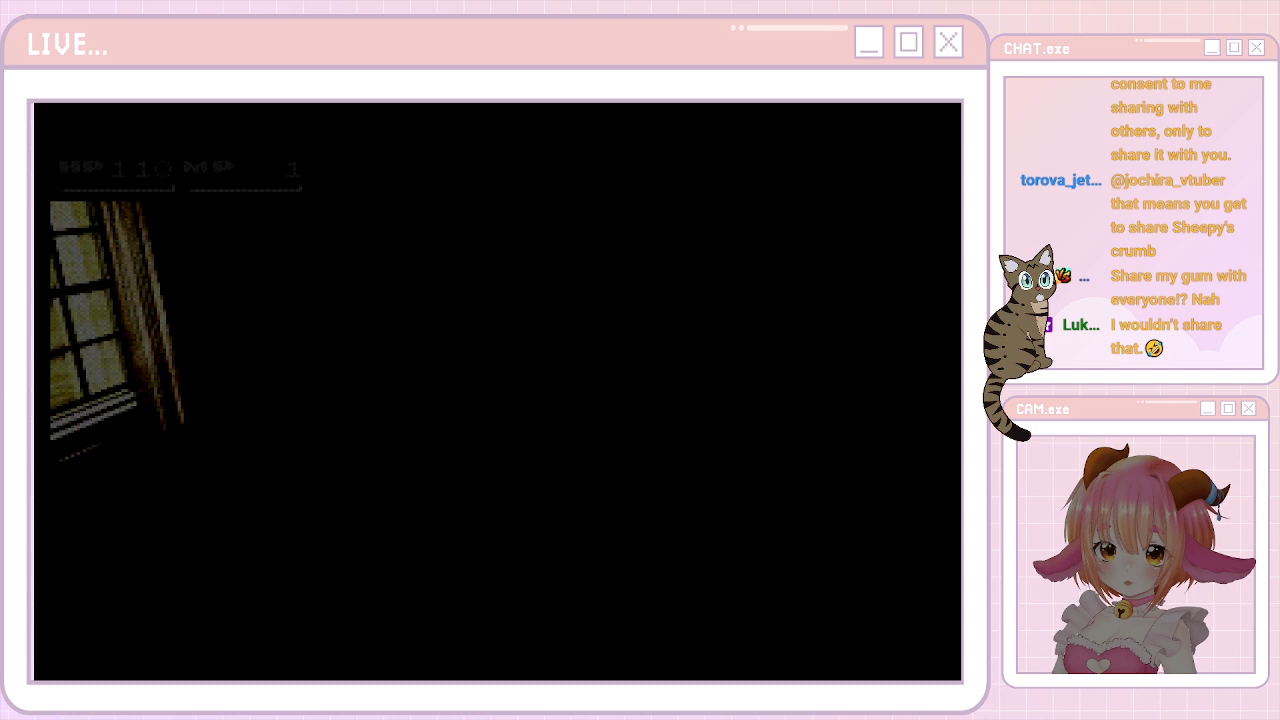 LIVE...
HP 110 MP 1
CHAT.exe
consent to me
sharing with
others, only to
share it with you.
torova_jet... @jochira_vtuber
that means you get
to share Sheepy's
crumb
... Share my gum with
everyone!? Nah
Luk... I wouldn't share
that.
CAM.exe